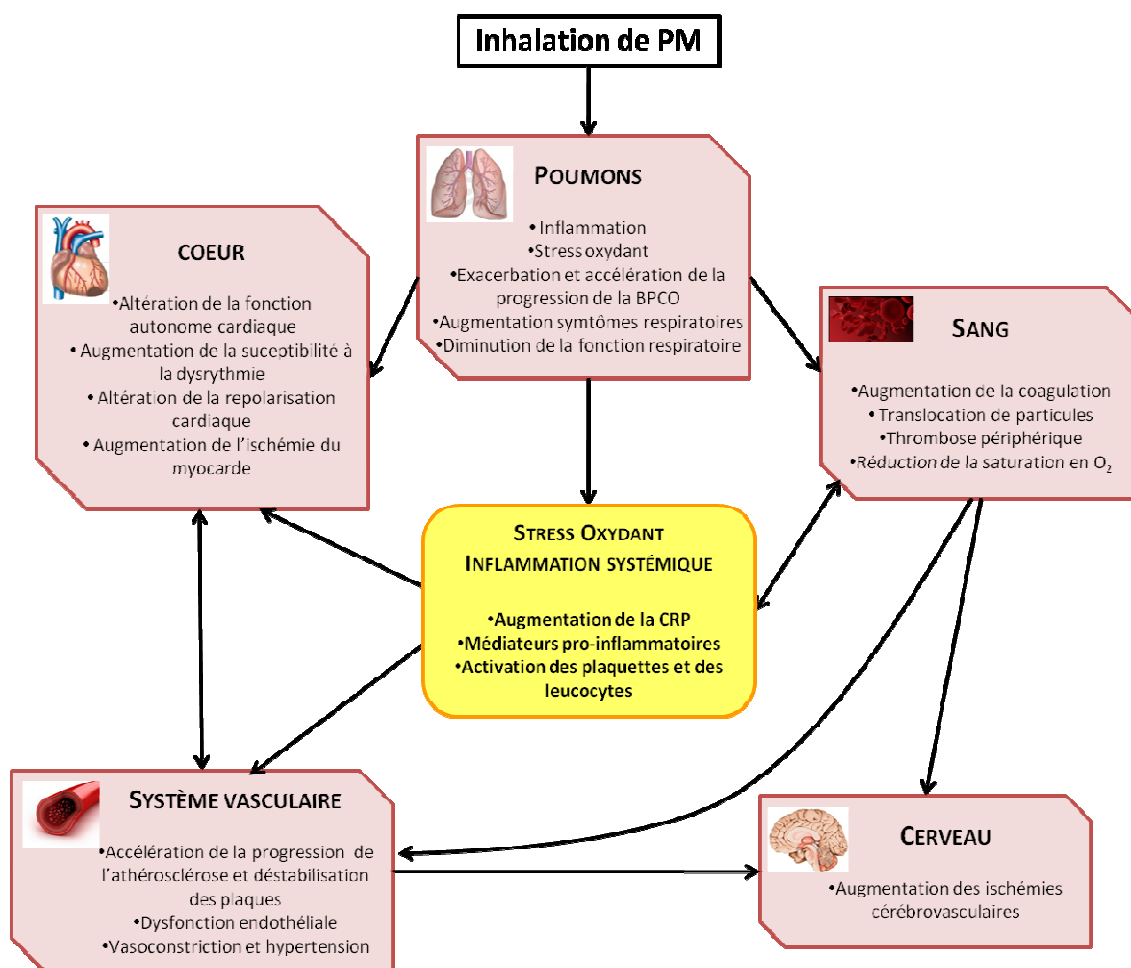 Inhalation de PM
POUMONS
•Inflammation
•Stress oxydant
•Exacerbation et accélération de la
progression de la BPCO
•Augmentation symtômes respiratoires
•Diminution de la fonction respiratoire
COEUR
•Altération de la fonction
autonome cardiaque
•Augmentation de la suceptibilité à
la dysrythmie
•Altération de la repolarisation
cardiaque
•Augmentation de l'ischémie du
myocarde
SANG
•Augmentation de la coagulation
•Translocation de particules
•Thrombose périphérique
•Réduction de la saturation en O₂
STRESS OXYDANT
INFLAMMATION SYSTÉMIQUE
•Augmentation de la CRP
•Médiateurs pro-inflammatoires
•Activation des plaquettes et des
leucocytes
SYSTÈME VASCULAIRE
•Accélération de la progression de
l'athérosclérose et déstabilisation
des plaques
•Dysfonction endothéliale
•Vasoconstriction et hypertension
CERVEAU
•Augmentation des ischémies
cérébrovasculaires